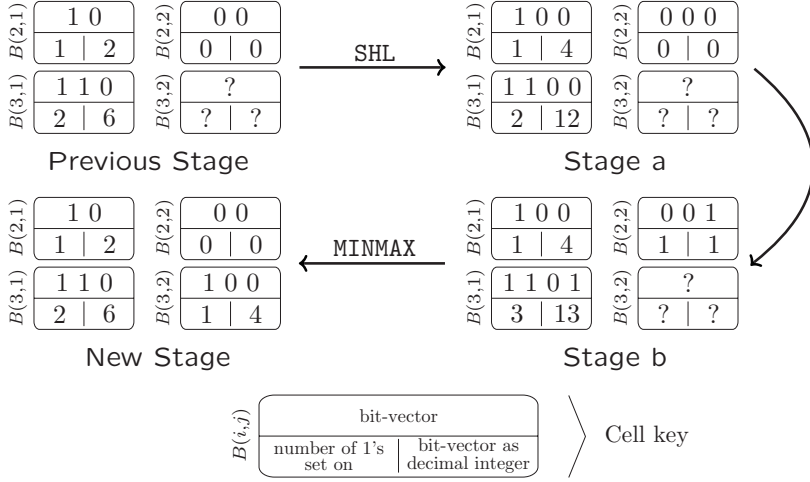 B(2,1) 1 0 B(2,2) 0 0 SHL B(2,1) 1 0 0 B(2,2) 0 0 0
1 2 0 0 1 4 0 0
B(3,1) 1 1 0 B(3,2) ? B(3,1) 1 1 0 0 B(3,2) ?
2 6 ? ? 2 12 ? ?
Previous Stage Stage a
B(2,1) 1 0 B(2,2) 0 0 MINMAX B(2,1) 1 0 0 B(2,2) 0 0 1
1 2 0 0 1 4 1 1
B(3,1) 1 1 0 B(3,2) 1 0 0 B(3,1) 1 1 0 1 B(3,2) ?
2 6 1 4 3 13 ? ?
New Stage Stage b
B(i,j) bit-vector Cell key
number of 1's bit-vector as
set on decimal integer